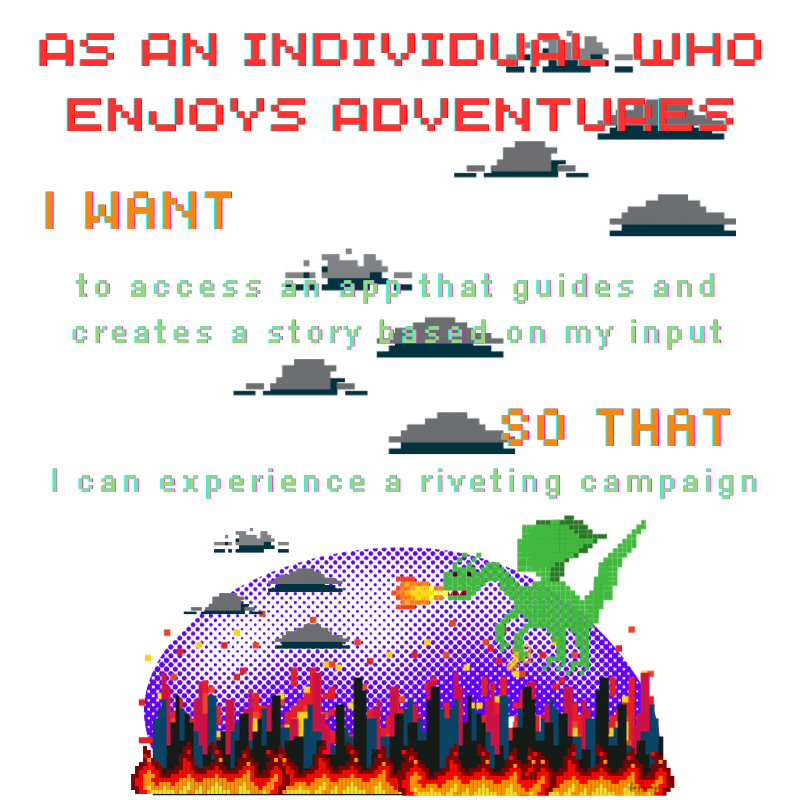 AS AN INDIVIDUAL WHO
ENJOYS ADVENTURES
I WANT
to access an app that guides and
creates a story based on my input
SO THAT
I can experience a riveting campaign